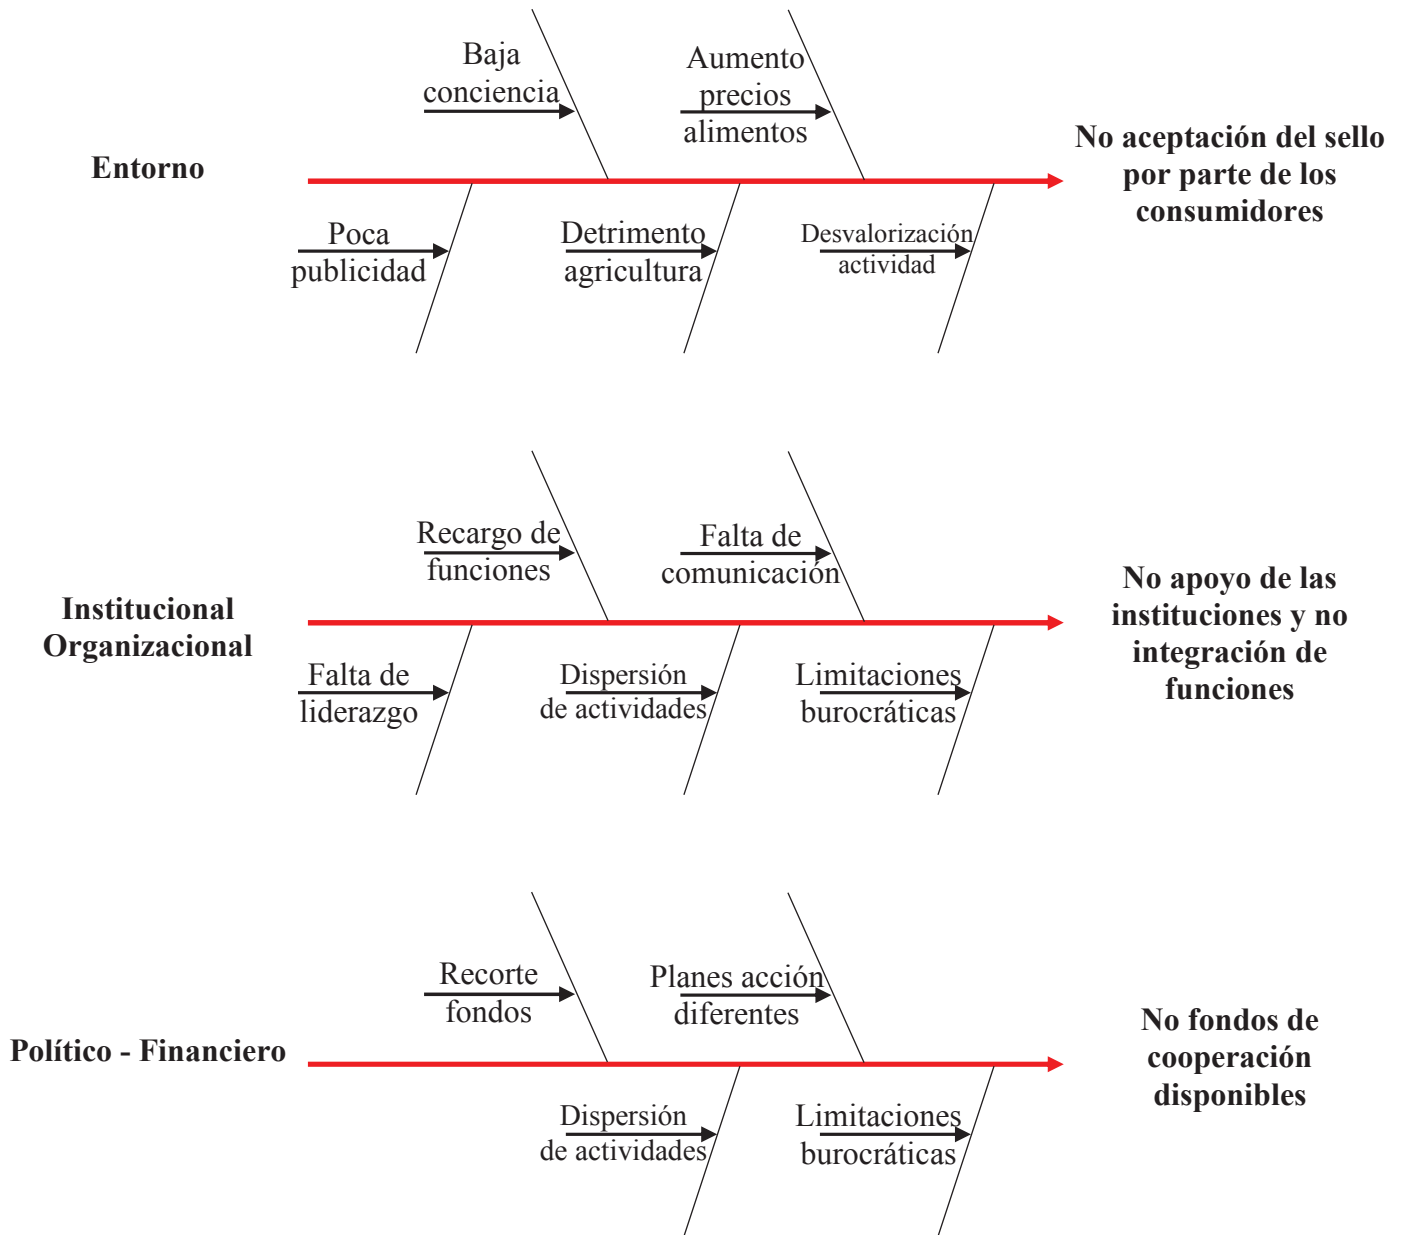 Entorno
Baja
conciencia
Aumento
precios
alimentos
Poca
publicidad
Detrimento
agricultura
Desvalorización
actividad
No aceptación del sello
por parte de los
consumidores
Institucional
Organizacional
Recargo de
funciones
Falta de
comunicación
Falta de
liderazgo
Dispersión
de actividades
Limitaciones
burocráticas
No apoyo de las
instituciones y no
integración de
funciones
Político - Financiero
Recorte
fondos
Planes acción
diferentes
Dispersión
de actividades
Limitaciones
burocráticas
No fondos de
cooperación
disponibles